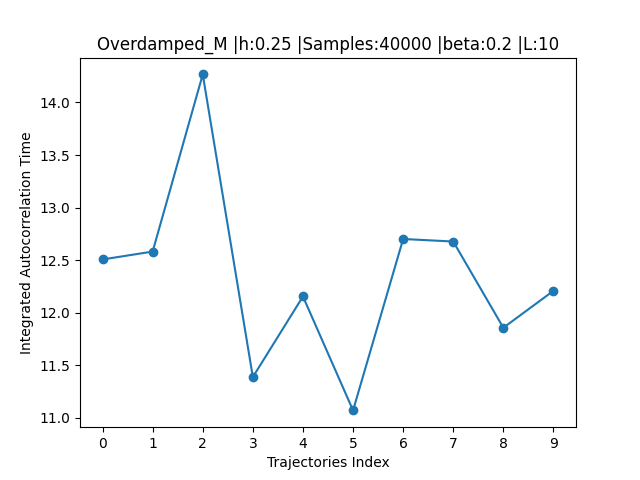 Overdamped_M |h:0.25 |Samples:40000 |beta:0.2 |L:10
14.0
13.5
13.0
12.5
12.0
11.5
11.0
Integrated Autocorrelation Time
0 1 2 3 4 5 6 7 8 9
Trajectories Index